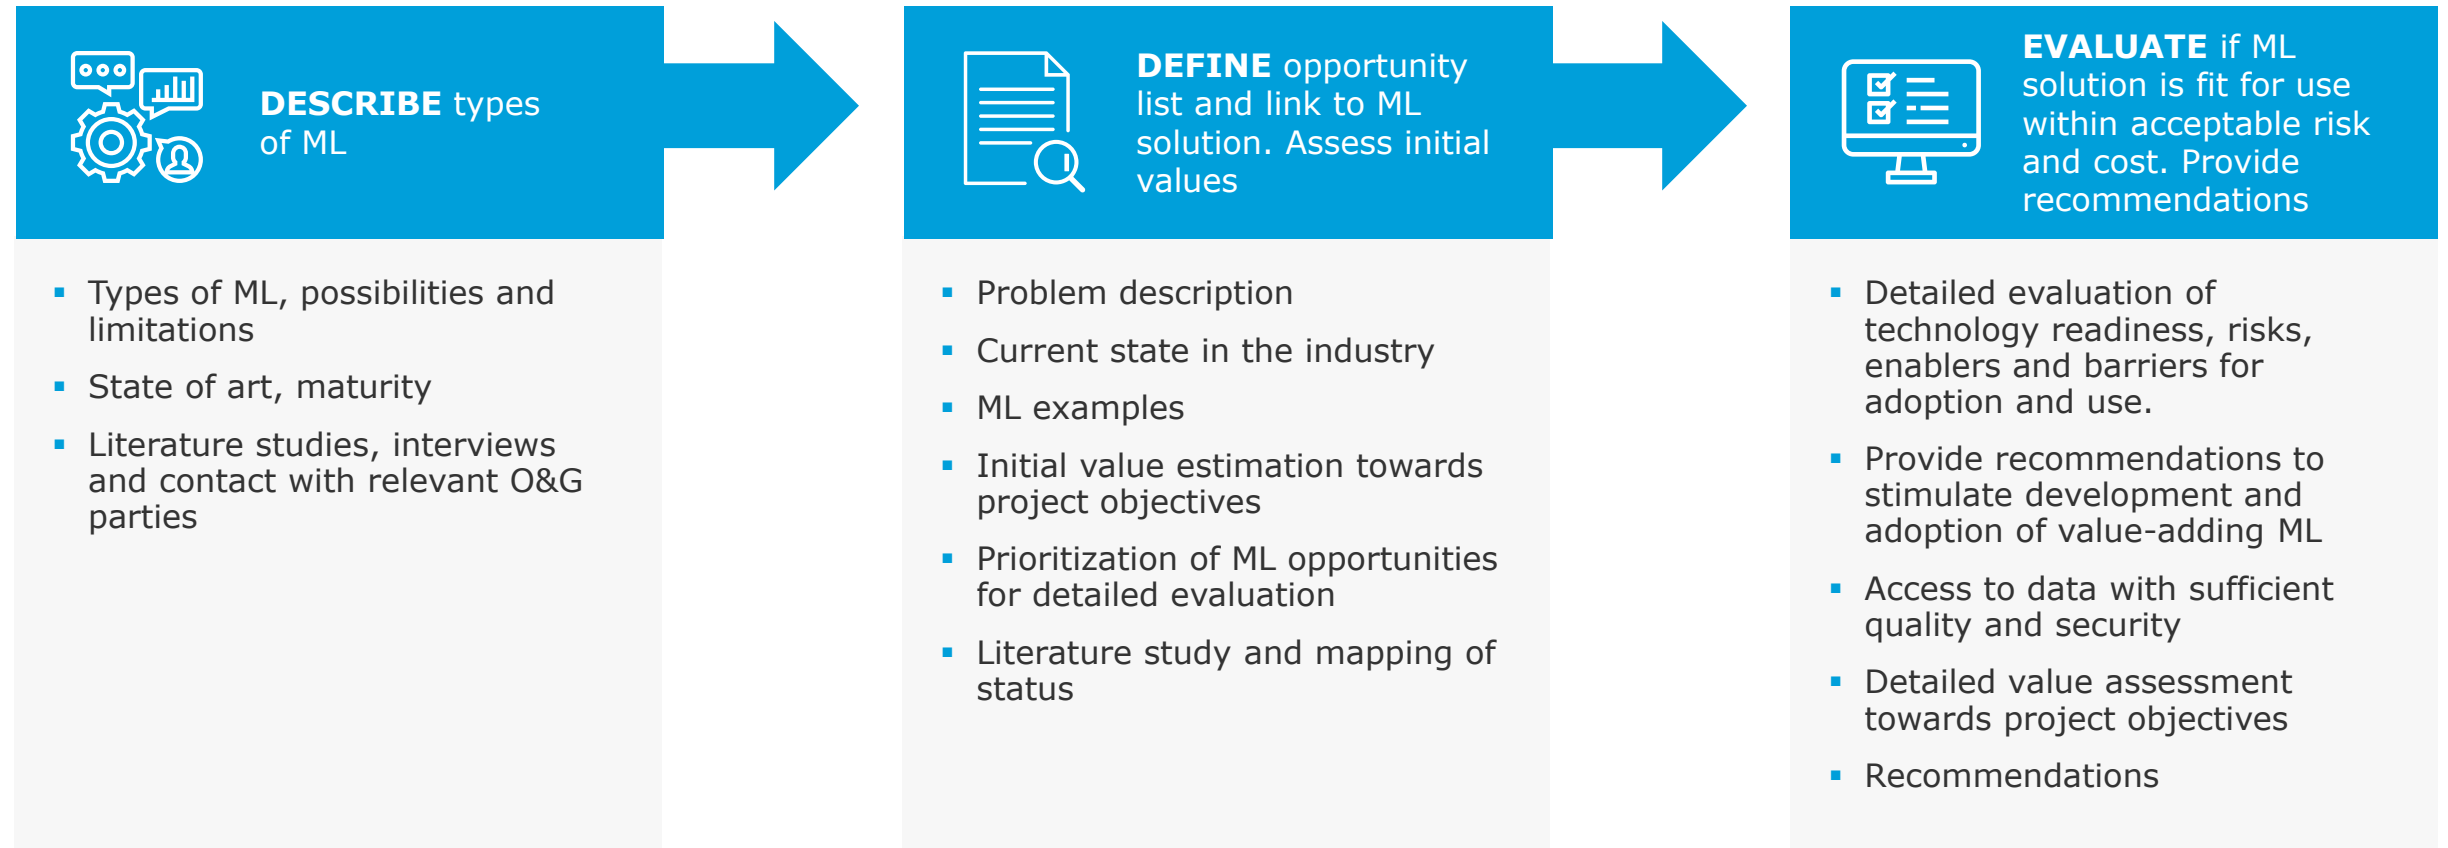 DESCRIBE types
of ML
Types of ML, possibilities and
limitations
State of art, maturity
Literature studies, interviews
and contact with relevant O&G
parties
DEFINE opportunity
list and link to ML
solution. Assess initial
values
Problem description
Current state in the industry
ML examples
Initial value estimation towards
project objectives
Prioritization of ML opportunities
for detailed evaluation
Literature study and mapping of
status
EVALUATE if ML
solution is fit for use
within acceptable risk
and cost. Provide
recommendations
Detailed evaluation of
technology readiness, risks,
enablers and barriers for
adoption and use.
Provide recommendations to
stimulate development and
adoption of value-adding ML
Access to data with sufficient
quality and security
Detailed value assessment
towards project objectives
Recommendations